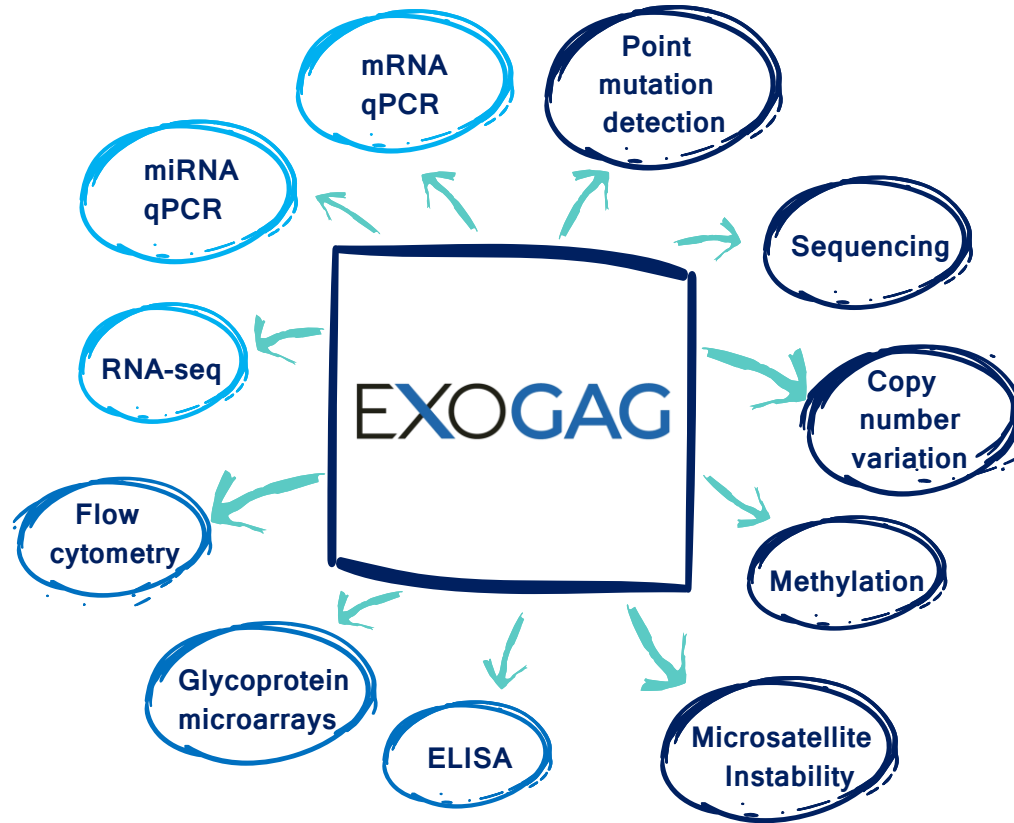 mRNA
qPCR
Point
mutation
detection
miRNA
qPCR
Sequencing
RNA-seq
EXOGAG
Copy
number
variation
Flow
cytometry
Methylation
Glycoprotein
microarrays
ELISA
Microsatellite
Instability